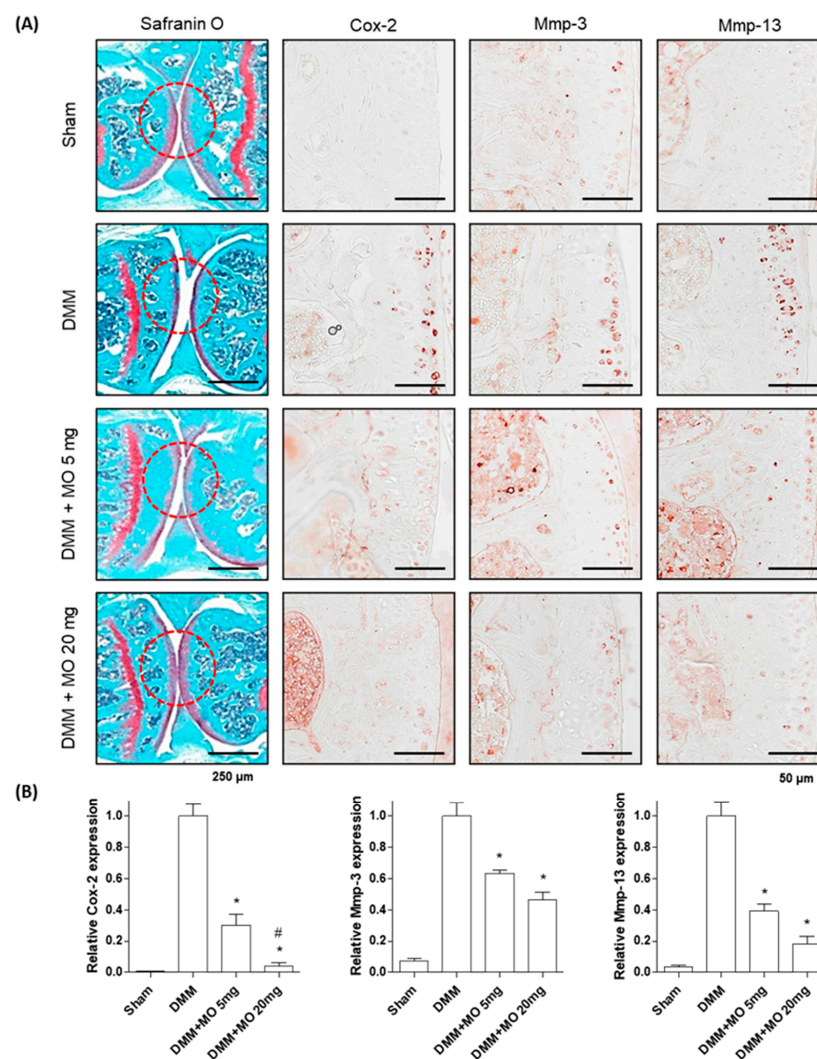 (A)
Safranin O Cox-2 Mmp-3 Mmp-13
Sham
DMM
DMM + MO 5 mg
DMM + MO 20 mg
250 µm 50 µm
(B)
Relative Cox-2 expression
1.0
0.8
0.6
0.4
0.2
0.0
*
#
*
Sham
DMM
DMM+MO 5mg
DMM+MO 20mg
Relative Mmp-3 expression
1.0
0.8
0.6
0.4
0.2
0.0
*
*
Sham
DMM
DMM+MO 5mg
DMM+MO 20mg
Relative Mmp-13 expression
1.0
0.8
0.6
0.4
0.2
0.0
*
*
Sham
DMM
DMM+MO 5mg
DMM+MO 20mg